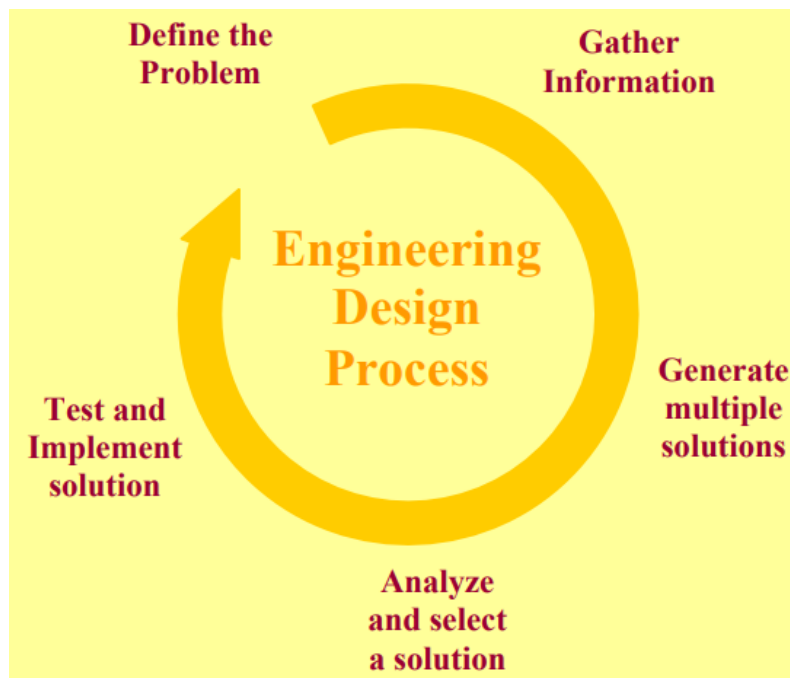 Define the
Problem
Gather
Information
Engineering
Design
Process
Generate
multiple
solutions
Test and
Implement
solution
Analyze
and select
a solution